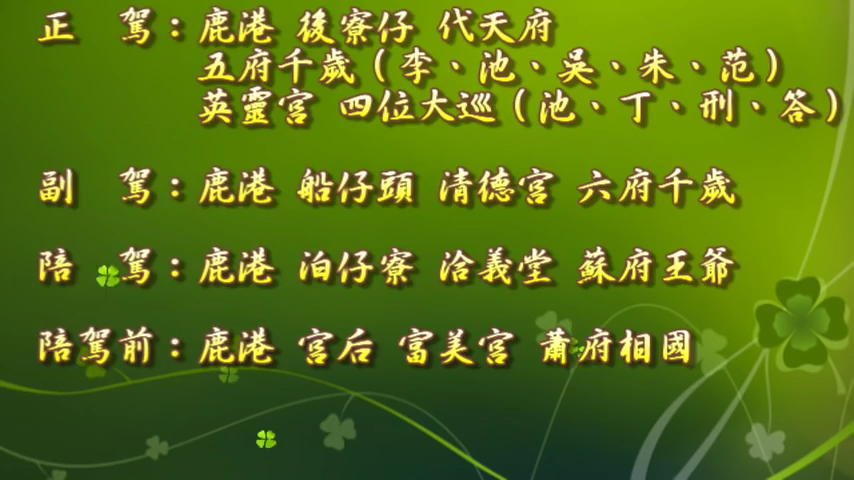 正　駕：鹿港 後寮仔 代天府
五府千歲（李、池、吳、朱、范）
英靈宮 四位大巡（池、丁、刑、答）
副　駕：鹿港 船仔頭 清德宮 六府千歲
陪　駕：鹿港 泊仔寮 洽義堂 蘇府王爺
陪駕前：鹿港 宮后 富美宮 蕭府相國